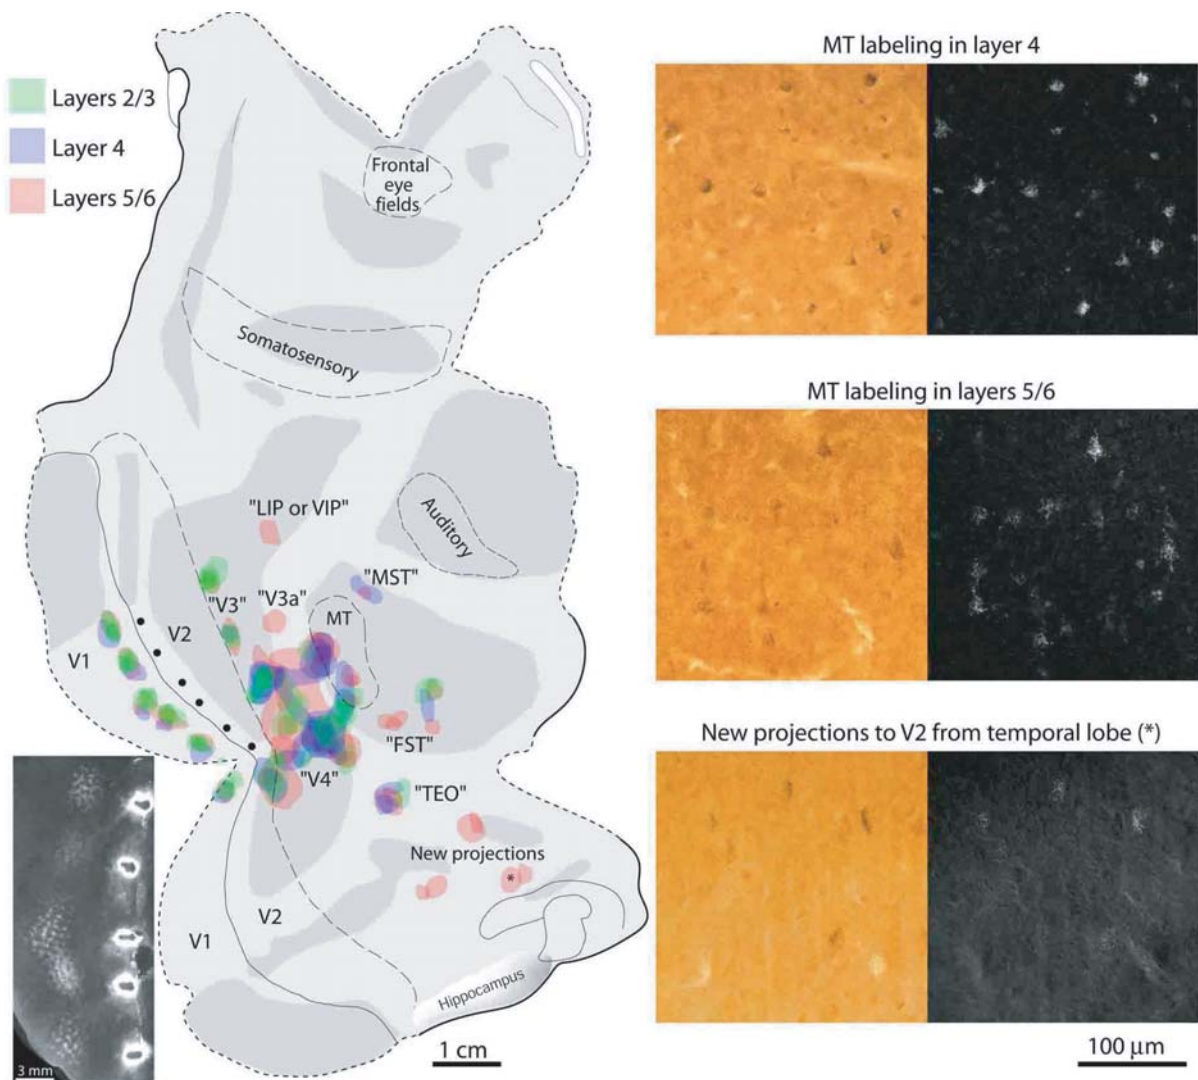 MT labeling in layer 4
Layers 2/3
Layer 4
Layers 5/6
Frontal
eye
fields
Somatosensory
MT labeling in layers 5/6
"LIP or VIP"
Auditory
"MST"
"V3"
"V3a"
MT
V2
V1
New projections to V2 from temporal lobe (*)
"FST"
"V4"
"TEO"
New projections
*
V2
V1
Hippocampus
3 mm
1 cm
100 µm